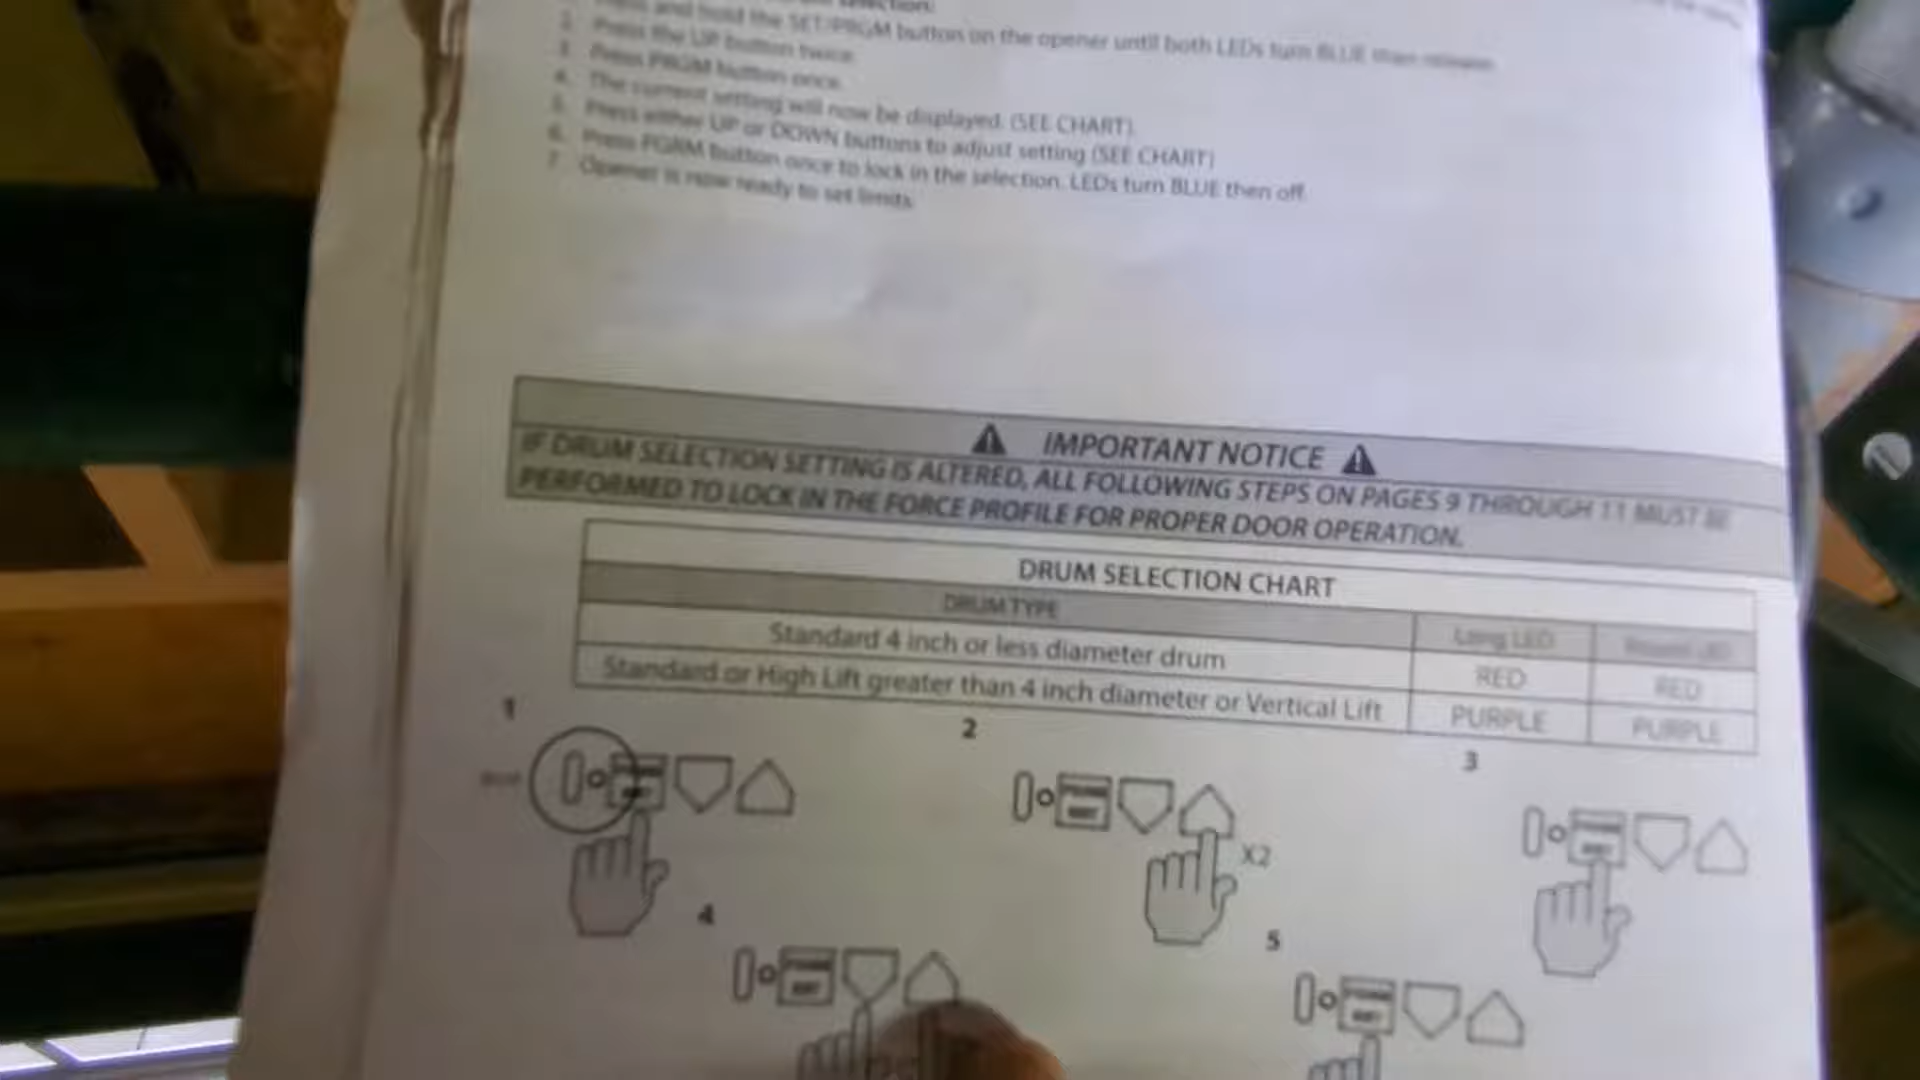 and hold the SET/PRGM button on the opener until both LEDs turn BLUE then release
2. Press the UP button twice.
3. Press PRGM button once.
4. The current setting will now be displayed. (SEE CHART).
5. Press either UP or DOWN buttons to adjust setting (SEE CHART)
6. Press PGRM button once to lock in the selection. LEDs turn BLUE then off.
7. Opener is now ready to set limits.
IMPORTANT NOTICE
IF DRUM SELECTION SETTING IS ALTERED, ALL FOLLOWING STEPS ON PAGES 9 THROUGH 11 MUST BE
PERFORMED TO LOCK IN THE FORCE PROFILE FOR PROPER DOOR OPERATION.
DRUM SELECTION CHART
DRUM TYPE Long LED Round LED
Standard 4 inch or less diameter drum RED RED
Standard or High Lift greater than 4 inch diameter or Vertical Lift PURPLE PURPLE
1
2
3
X2
4
5